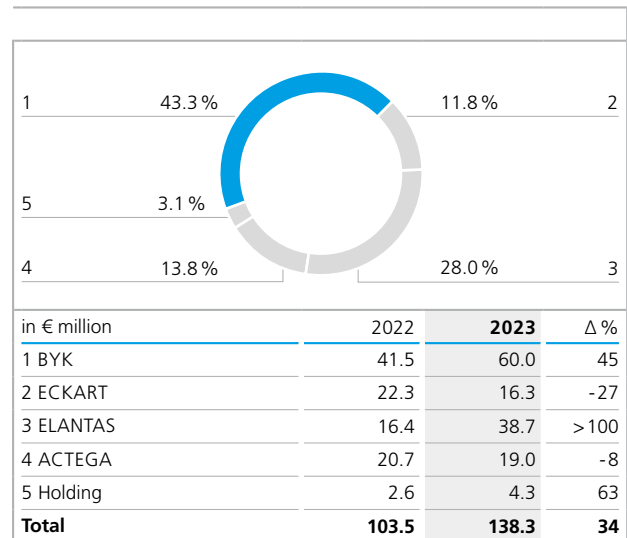 1 43.3 % 11.8 % 2
5 3.1 %
4 13.8 % 28.0 % 3
in € million 2022 2023 Δ %
1 BYK 41.5 60.0 45
2 ECKART 22.3 16.3 -27
3 ELANTAS 16.4 38.7 >100
4 ACTEGA 20.7 19.0 -8
5 Holding 2.6 4.3 63
Total 103.5 138.3 34